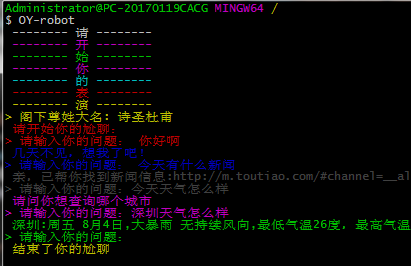 Administrator@PC-20170119CACG MINGW64 /
$ OY-robot
-------- 请 --------
-------- 开 --------
-------- 始 --------
-------- 你 --------
-------- 的 --------
-------- 表 --------
-------- 演 --------
> 阁下尊姓大名: 诗圣杜甫
请开始你的尬聊:
> 请输入你的问题: 你好啊
几天不见, 想我了吧!
> 请输入你的问题: 今天有什么新闻
亲, 已帮你找到新闻信息:http://m.toutiao.com/#channel=__al
> 请输入你的问题: 今天天气怎么样
请问你想查询哪个城市
> 请输入你的问题: 深圳天气怎么样
深圳:周五 8月4日,大暴雨 无持续风向,最低气温26度, 最高气温
> 请输入你的问题:
结束了你的尬聊